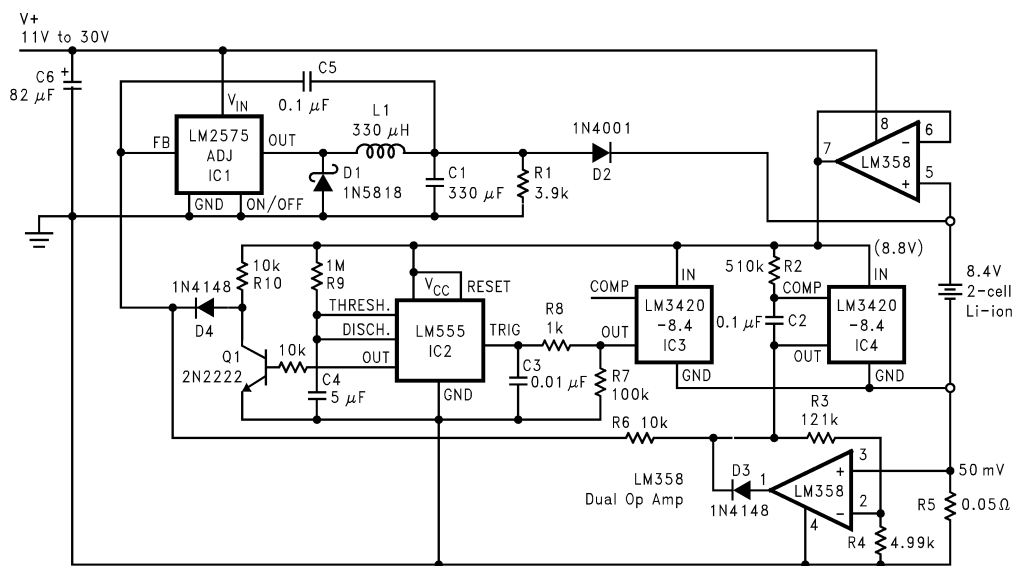 V+
11V to 30V
C6
+
82 μF
C5
0.1 μF
VIN
FB
LM2575
ADJ
IC1
OUT
GND
ON/OFF
L1
330 μH
D1
1N5818
C1
330 μF
R1
3.9k
1N4001
D2
8
7
6
5
−
+
LM358
(8.8V)
8.4V
2-cell
Li-ion
10k
R10
1M
R9
1N4148
D4
VCC
RESET
THRESH.
DISCH.
LM555
IC2
OUT
TRIG
GND
Q1
2N2222
10k
C4
5 μF
R8
1k
C3
0.01 μF
R7
100k
COMP
IN
OUT
LM3420
-8.4
IC3
GND
510k
R2
COMP
IN
0.1 μF
C2
OUT
LM3420
-8.4
IC4
GND
R6 10k
R3
121k
LM358
Dual Op Amp
D3
1N4148
1
3
2
4
+
−
LM358
50 mV
R5
0.05Ω
R4
4.99k